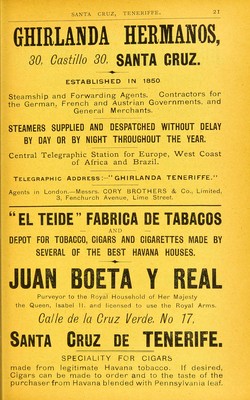 SANTA CRUZ, TENERIFFE. 21
GHIRLANDA HERMANOS,
30. Castillo 30. SANTA CRUZ.
ESTABLISHED IN 1850.
Steamship and Forwarding Agents. Contractors for
the German, French and Austrian Governments. and
General Merchants.
STEAMERS SUPPLIED AND DESPATCHED WITHOUT DELAY
BY DAY OR BY NIGHT THROUGHOUT THE YEAR.
Central Telegraphic Station for Europe, West Coast
of Africa and Brazil.
TELEGRAPHIC ADDRESS:-"GHIRLANDA TENERIFFE."
Agents in London.—Messrs. CORY BROTHERS & Co., Limited,
3, Fenchurch Avenue, Lime Street.
"EL TEIDE" FABRICA DE TABACOS
AND
DEPOT FOR TOBACCO, CIGARS AND CIGARETTES MADE BY
SEVERAL OF THE BEST HAVANA HOUSES.
JUAN BOETA Y REAL
Purveyor to the Royal Household of Her Majesty
the Queen, Isabel II. and licensed to use the Royal Arms.
Calle de la Cruz Verde. No 17.
SANTA CRUZ DE TENERIFE.
SPECIALITY FOR CIGARS
made from legitimate Havana tobacco. If desired,
Cigars can be made to order and to the taste of the
purchaser from Havana blended with Pennsylvania leaf.